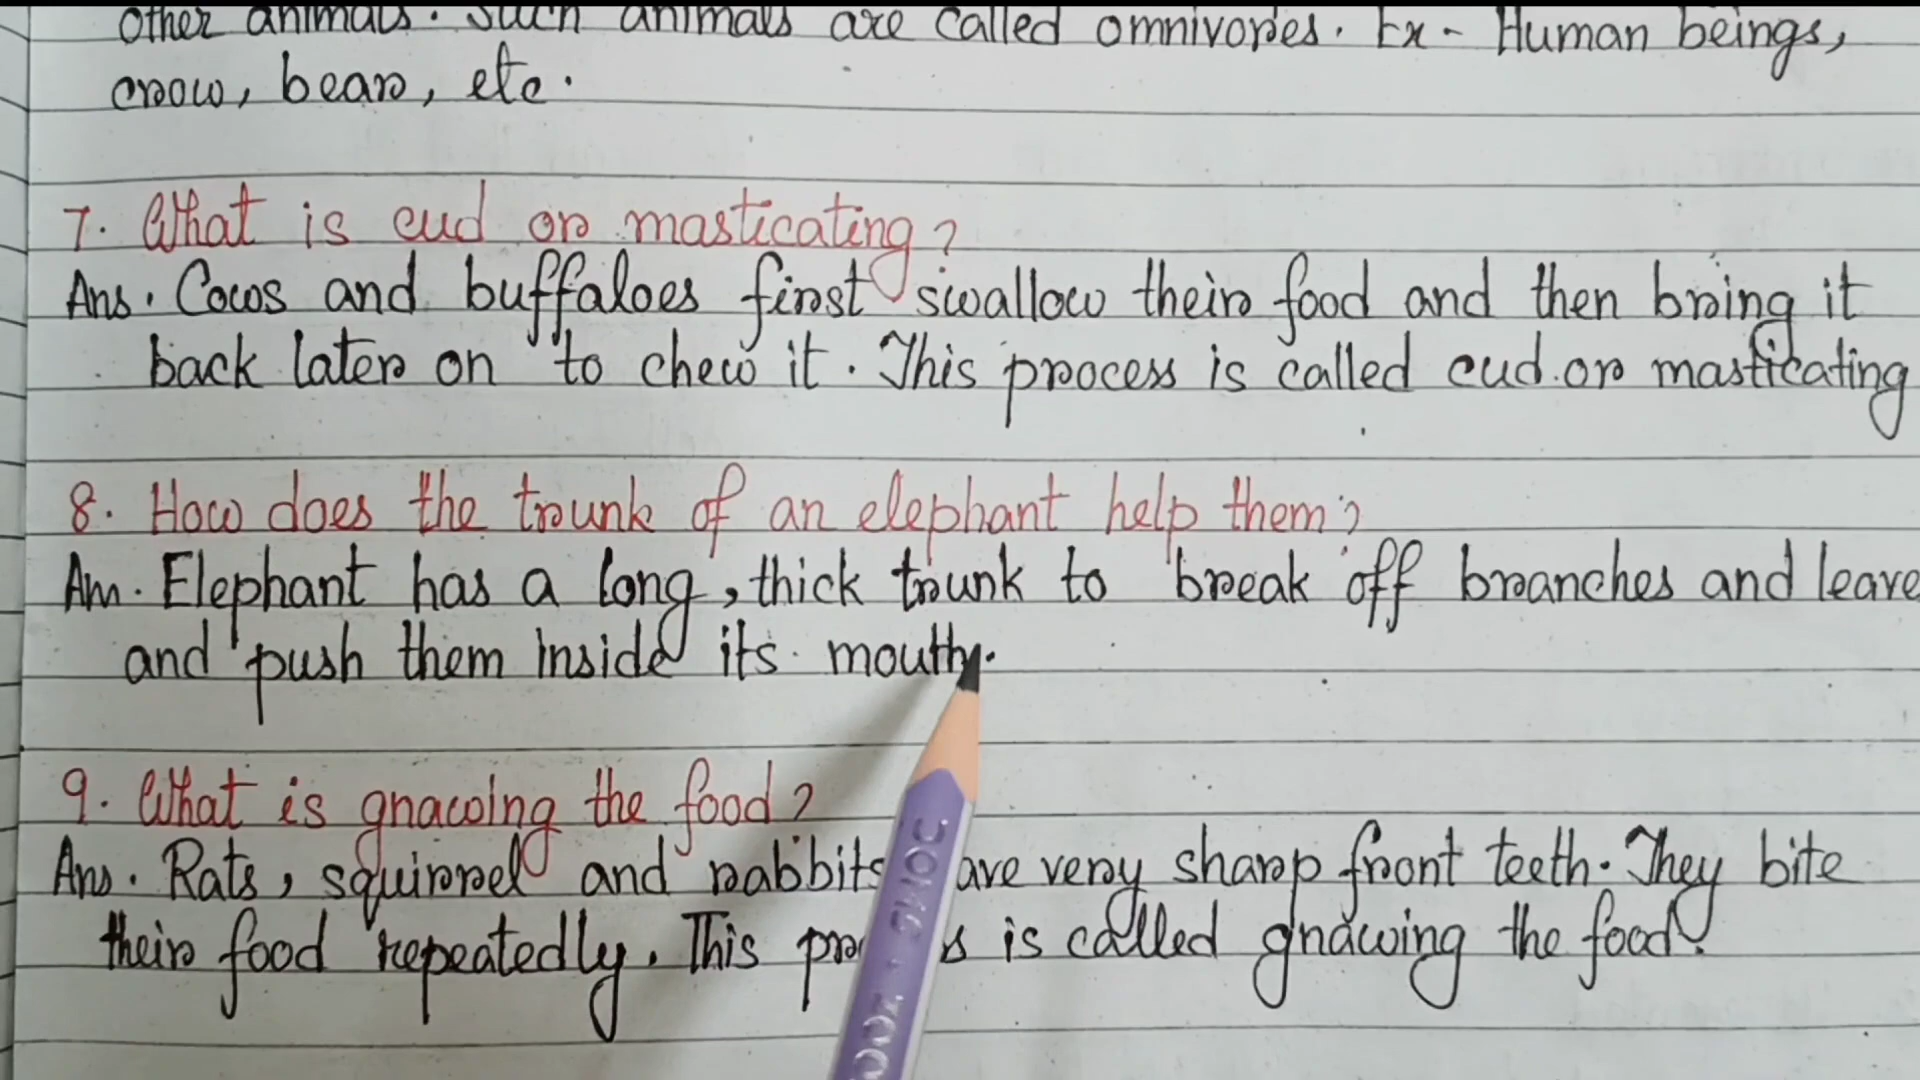 other animals. Such animals are called omnivores. Ex - Human beings,
crow, bear, etc.
7. What is cud or masticating?
Ans. Cows and buffaloes first swallow their food and then bring it
back later on to chew it. This process is called cud or masticating
8. How does the trunk of an elephant help them?
Ans. Elephant has a long, thick trunk to break off branches and leave
and push them inside its mouth.
9. What is gnawing the food?
Ans. Rats, squirrel and rabbits ave very sharp front teeth. They bite
their food repeatedly. This is called gnawing the food.